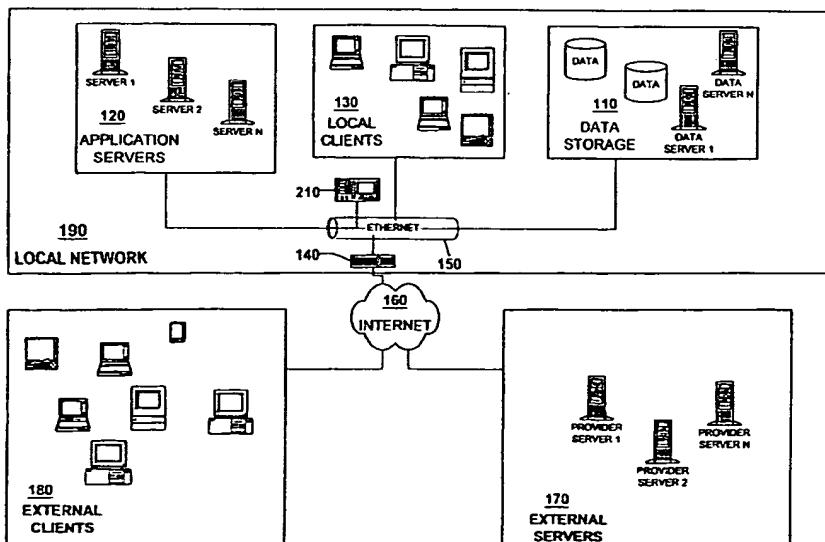 SERVER 1
SERVER 2
SERVER N
120
APPLICATION
SERVERS
130
LOCAL
CLIENTS
DATA
DATA
DATA
SERVER N
DATA
SERVER 1
110
DATA
STORAGE
210
ETHERNET
150
140
190
LOCAL NETWORK
160
INTERNET
180
EXTERNAL
CLIENTS
PROVIDER
SERVER 1
PROVIDER
SERVER 2
PROVIDER
SERVER N
170
EXTERNAL
SERVERS